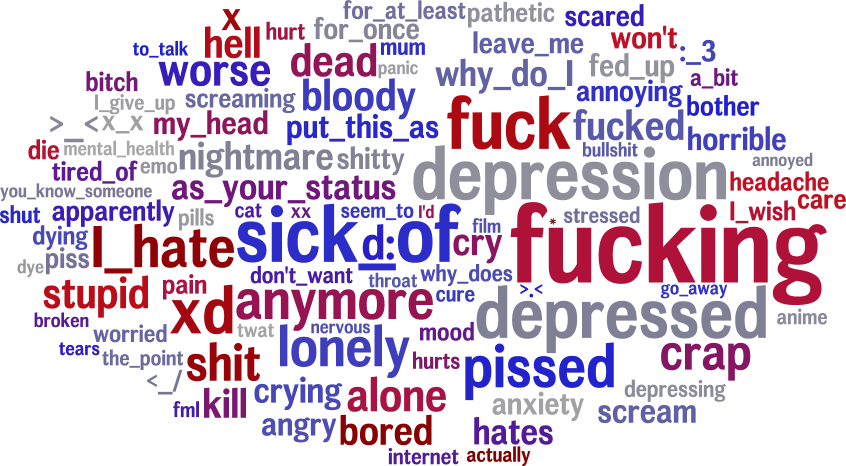 x
for_at_least
pathetic
scared
hell
hurt
for_once
to_talk
mum
leave_me
won't
:_3
worse
dead
panic
why_do_I
fed_up
a_bit
bitch
I_give_up
screaming
bloody
annoying
bother
>_<
x_x
my_head
put_this_as
fuck
fucked
horrible
die
mental_health
nightmare
shitty
bullshit
annoyed
tired_of
emo
depression
headache
you_know_someone
as_your_status
care
shut
apparently
pills
cat
xx
seem_to
I'd
film
*
stressed
I_wish
dying
I_hate
sick_of
d:
cry
fucking
dye
piss
don't_want
throat
why_does
stupid
pain
xd
anymore
cure
>.<
go_away
broken
worried
twat
nervous
mood
depressed
anime
tears
the_point
shit
lonely
hurts
pissed
crap
</_
fml
kill
crying
alone
anxiety
depressing
scream
angry
bored
hates
internet
actually